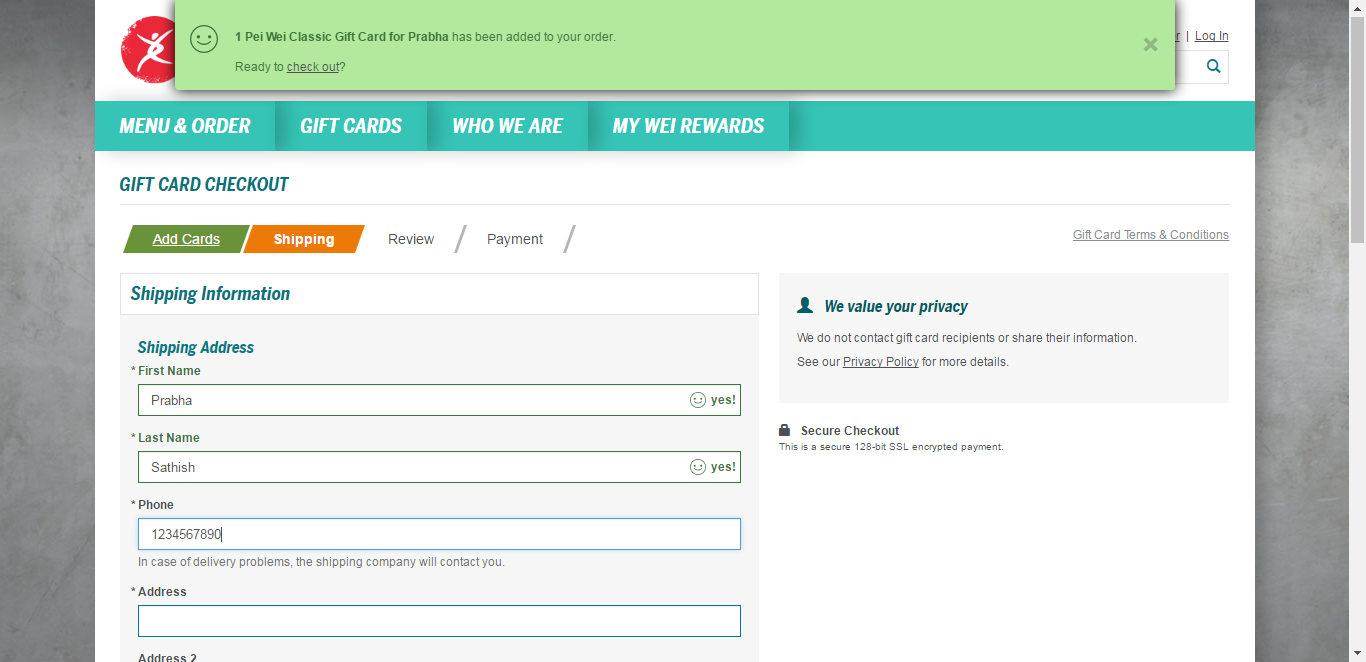 1 Pei Wei Classic Gift Card for Prabha has been added to your order.
Ready to check out?
| Log In
MENU & ORDER GIFT CARDS WHO WE ARE MY WEI REWARDS
GIFT CARD CHECKOUT
Add Cards Shipping Review Payment
Gift Card Terms & Conditions
Shipping Information
Shipping Address
* First Name
Prabha yes!
* Last Name
Sathish yes!
* Phone
1234567890
In case of delivery problems, the shipping company will contact you.
* Address
Address 2
We value your privacy
We do not contact gift card recipients or share their information.
See our Privacy Policy for more details.
Secure Checkout
This is a secure 128-bit SSL encrypted payment.